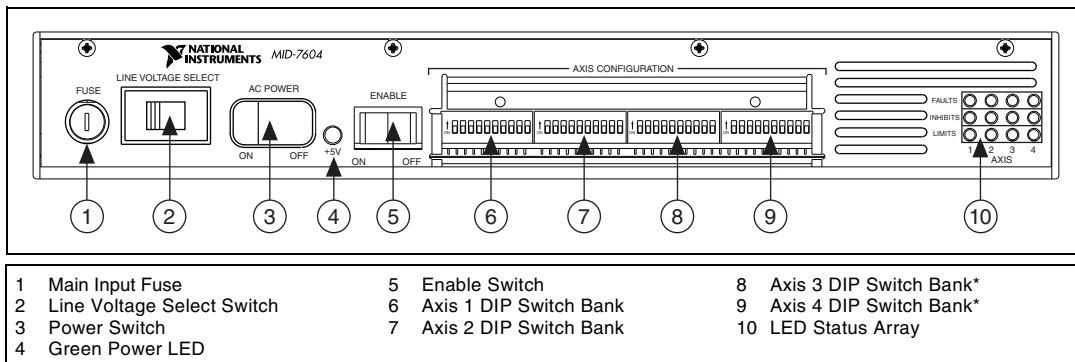 NATIONAL
INSTRUMENTS MID-7604
LINE VOLTAGE SELECT
AXIS CONFIGURATION
FUSE
AC POWER
ENABLE
FAULTS
INHIBITS
LIMITS
ON OFF
+5V
ON OFF
ON ON ON ON
1 2 3 4
AXIS
1 2 3 4 5 6 7 8 9 10
1 Main Input Fuse
2 Line Voltage Select Switch
3 Power Switch
4 Green Power LED
5 Enable Switch
6 Axis 1 DIP Switch Bank
7 Axis 2 DIP Switch Bank
8 Axis 3 DIP Switch Bank*
9 Axis 4 DIP Switch Bank*
10 LED Status Array